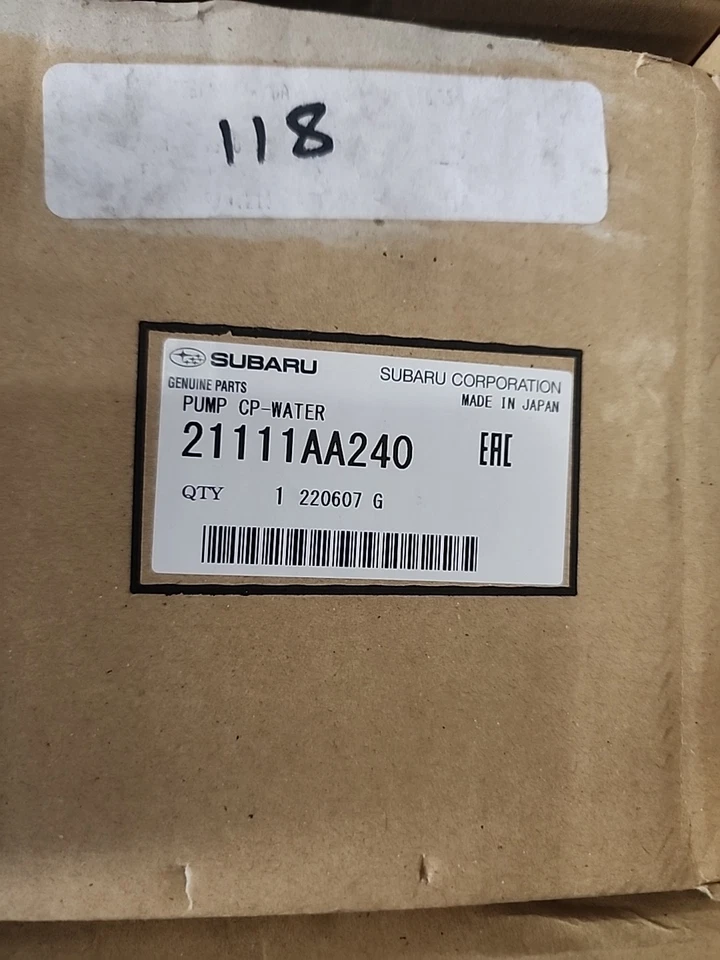 118
SUBARU
SUBARU CORPORATION
GENUINE PARTS
MADE IN JAPAN
PUMP CP-WATER
21111AA240
EAC
QTY 1 220607 G